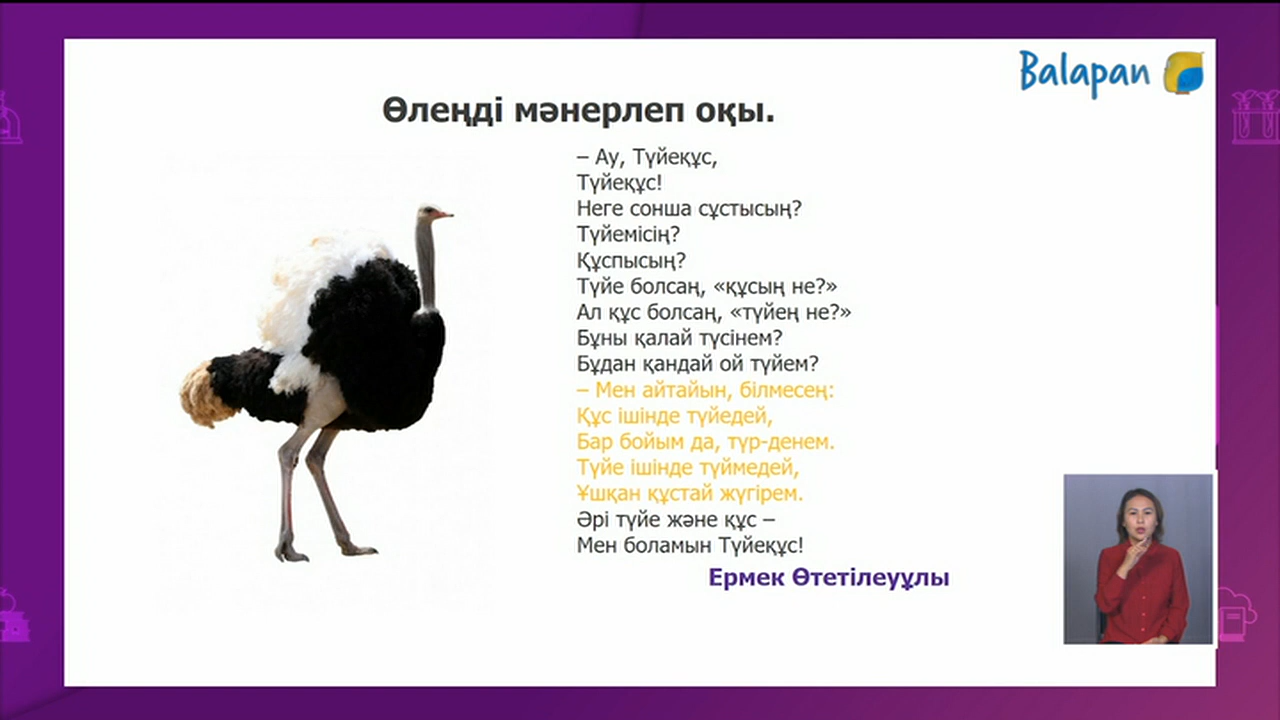 Balapan
Өлеңді мәнерлеп оқы.
– Ау, Түйеқұс,
Түйеқұс!
Неге сонша сұстысың?
Түйемісің?
Құспысың?
Түйе болсаң, «құсың не?»
Ал құс болсаң, «түйең не?»
Бұны қалай түсінем?
Бұдан қандай ой түйем?
– Мен айтайын, білмесең:
Құс ішінде түйедей,
Бар бойым да, түр-денем.
Түйе ішінде түймедей,
Ұшқан құстай жүгірем.
Әрі түйе және құс –
Мен боламын Түйеқұс!
Ермек Өтетілеуұлы